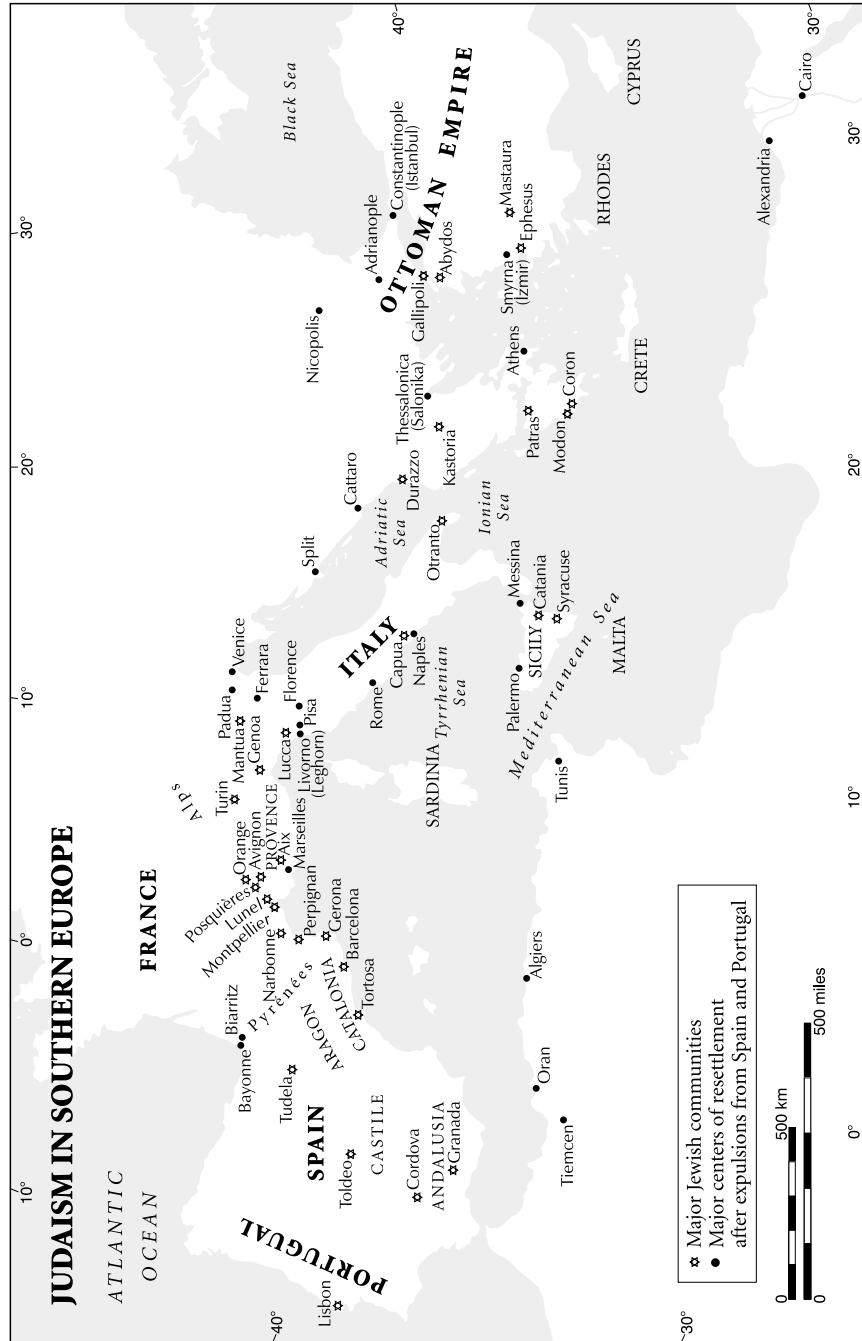 JUDAISM IN SOUTHERN EUROPE
ATLANTIC
OCEAN
FRANCE
Alps
Black Sea
10°
0°
10°
20°
30°
40°
40°
30°
30°
0°
10°
20°
30°
PORTUGUAL
Lisbon
SPAIN
Toldeo
CASTILE
Cordova
ANDALUSIA
Granada
Tudela
Bayonne
Biarritz
Pyrénées
ARAGON
CATALONIA
Tortosa
Barcelona
Gerona
Perpignan
Narbonne
Montpellier
Lunel
Posquières
Orange
Avignon
PROVENCE
Aix
Marseilles
Turin
Genoa
Mantua
Padua
Venice
Ferrara
Florence
Pisa
Lucca
Livorno
(Leghorn)
ITALY
Rome
Capua
Naples
Tyrrhenian
Sea
SARDINIA
Otranto
Adriatic
Sea
Ionian
Sea
Split
Cattaro
Durazzo
Kastoria
Thessalonica
(Salonika)
Nicopolis
Adrianople
Constantinople
(Istanbul)
OTTOMAN EMPIRE
Gallipoli
Abydos
Smyrna
(Izmir)
Mastaura
Ephesus
Athens
Patras
Modon
Coron
CRETE
RHODES
CYPRUS
Palermo
Messina
SICILY
Catania
Syracuse
MALTA
Mediterranean Sea
Tunis
Algiers
Oran
Tiemcen
Alexandria
Cairo
Major Jewish communities
Major centers of resettlement
after expulsions from Spain and Portugal
0
500 km
0
500 miles